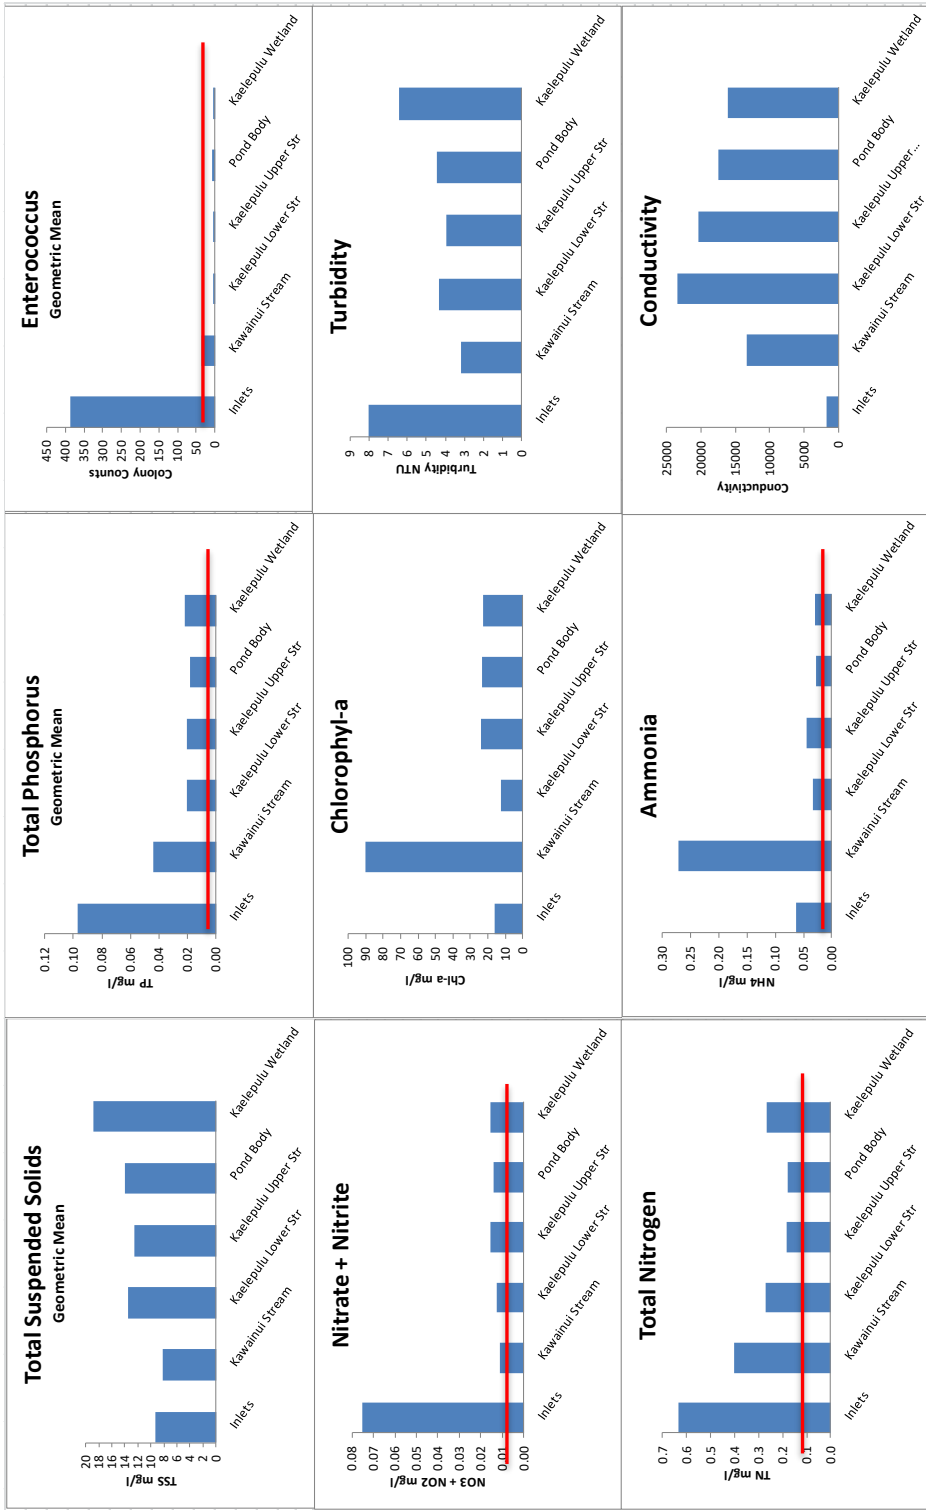 Total Suspended Solids
Geometric Mean
TSS mg/l
20
18
16
14
12
10
8
6
4
2
0
Inlets
Kawainui Stream
Kaelepulu Lower Str
Kaelepulu Upper Str
Pond Body
Kaelepulu Wetland
Total Phosphorus
Geometric Mean
TP mg/l
0.12
0.10
0.08
0.06
0.04
0.02
0.00
Inlets
Kawainui Stream
Kaelepulu Lower Str
Kaelepulu Upper Str
Pond Body
Kaelepulu Wetland
Enterococcus
Geometric Mean
Colony Counts
450
400
350
300
250
200
150
100
50
0
Inlets
Kawainui Stream
Kaelepulu Lower Str
Kaelepulu Upper Str
Pond Body
Kaelepulu Wetland
Nitrate + Nitrite
NO3 + NO2 mg/l
0.08
0.07
0.06
0.05
0.04
0.03
0.02
0.01
0.00
Inlets
Kawainui Stream
Kaelepulu Lower Str
Kaelepulu Upper Str
Pond Body
Kaelepulu Wetland
Chlorophyl-a
Chl-a mg/l
100
90
80
70
60
50
40
30
20
10
0
Inlets
Kawainui Stream
Kaelepulu Lower Str
Kaelepulu Upper Str
Pond Body
Kaelepulu Wetland
Turbidity
Turbidity NTU
9
8
7
6
5
4
3
2
1
0
Inlets
Kawainui Stream
Kaelepulu Lower Str
Kaelepulu Upper Str
Pond Body
Kaelepulu Wetland
Total Nitrogen
TN mg/l
0.7
0.6
0.5
0.4
0.3
0.2
0.1
0.0
Inlets
Kawainui Stream
Kaelepulu Lower Str
Kaelepulu Upper Str
Pond Body
Kaelepulu Wetland
Ammonia
NH4 mg/l
0.30
0.25
0.20
0.15
0.10
0.05
0.00
Inlets
Kawainui Stream
Kaelepulu Lower Str
Kaelepulu Upper Str
Pond Body
Kaelepulu Wetland
Conductivity
Conductivity
25000
20000
15000
10000
5000
0
Inlets
Kawainui Stream
Kaelepulu Lower Str
Kaelepulu Upper...
Pond Body
Kaelepulu Wetland